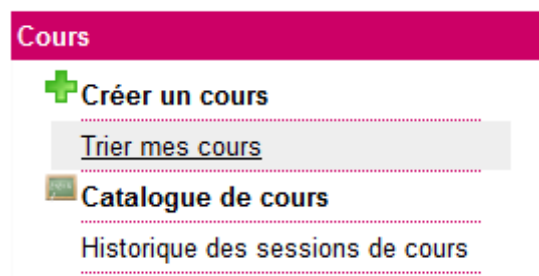 Cours
Créer un cours
Trier mes cours
Catalogue de cours
Historique des sessions de cours